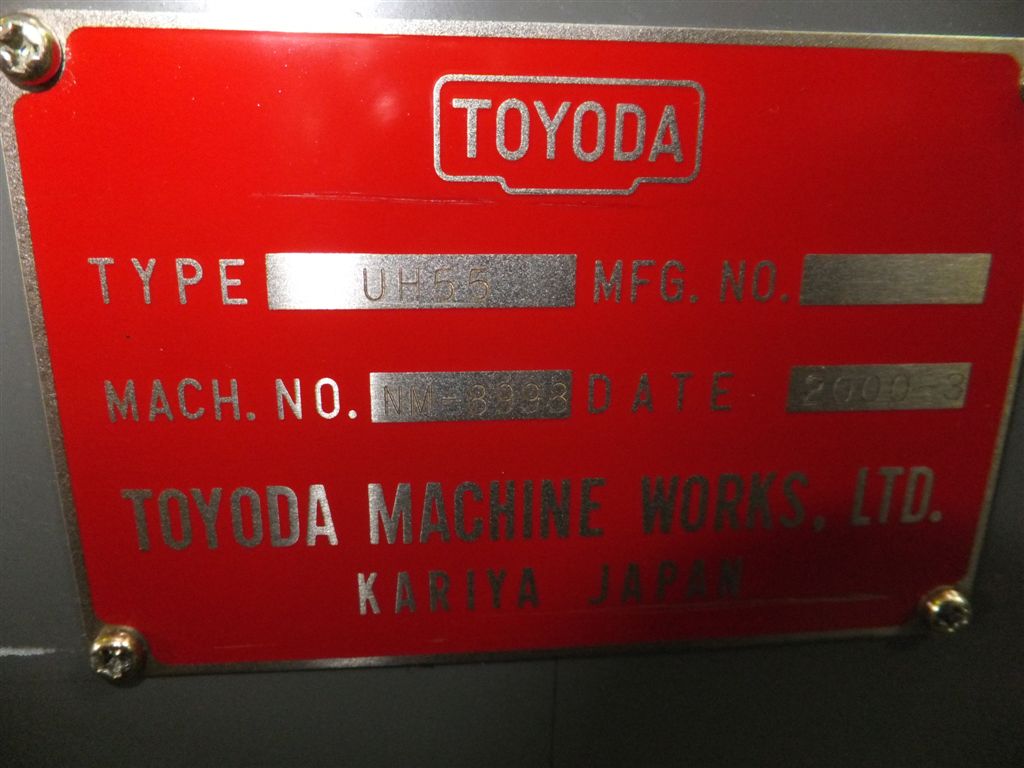 TOYODA
TYPE UH55 MFG. NO.
MACH. NO. NM-8998 DATE 2000-3
TOYODA MACHINE WORKS, LTD.
KARIYA JAPAN